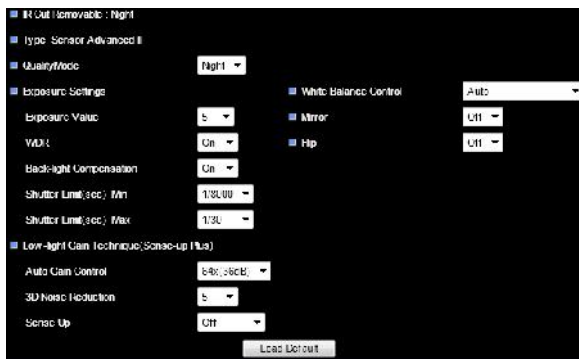 IR Cut Removable : Night
Type Sensor Advanced II
QualityMode Night
Exposure Settings
Exposure Value 5
WDR On
Back-light Compensation On
Shutter Limit(sec) Min 1/8000
Shutter Limit(sec) Max 1/30
White Balance Control Auto
Mirror Off
Flip Off
Low-light Gain Technique(Sense-up Plus)
Auto Gain Control 64x(36dB)
3D Noise Reduction 5
Sense Up Off
Load Default